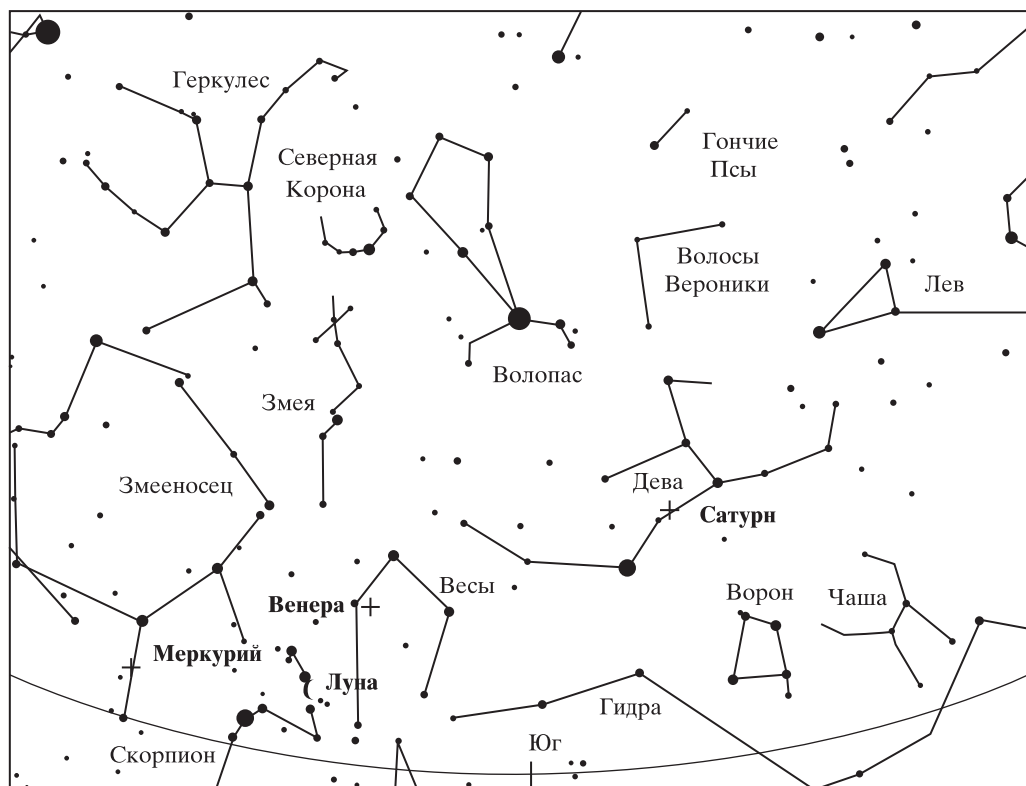 Геркулес
Северная
Корона
Гончие
Псы
Волосы
Вероники
Лев
Волопас
Змея
Змееносец
Дева
Сатурн
Венера
Весы
Ворон
Чаша
Меркурий
Луна
Гидра
Скорпион
Юг